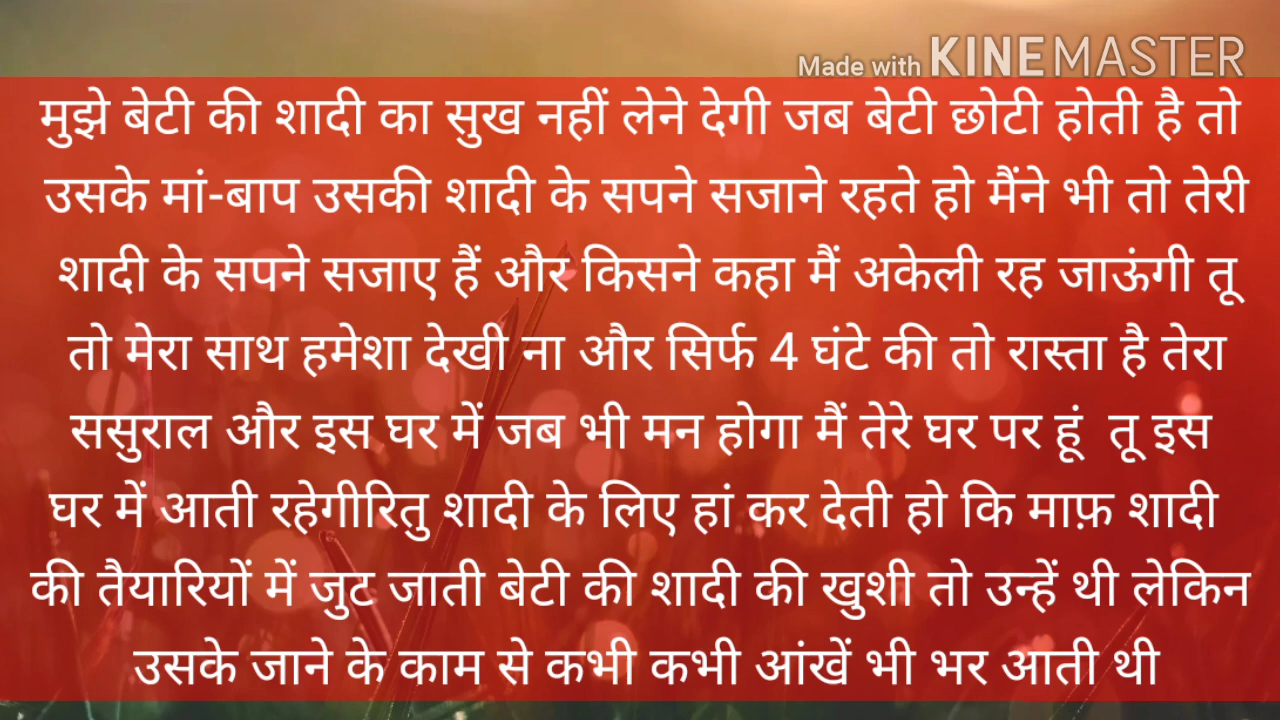 Made with KINEMASTER
मुझे बेटी की शादी का सुख नहीं लेने देगी जब बेटी छोटी होती है तो
उसके मां-बाप उसकी शादी के सपने सजाने रहते हो मैंने भी तो तेरी
शादी के सपने सजाए हैं और किसने कहा मैं अकेली रह जाऊंगी तू
तो मेरा साथ हमेशा देखी ना और सिर्फ 4 घंटे की तो रास्ता है तेरा
ससुराल और इस घर में जब भी मन होगा मैं तेरे घर पर हूं तू इस
घर में आती रहेगीरितु शादी के लिए हां कर देती हो कि माफ़ शादी
की तैयारियों में जुट जाती बेटी की शादी की खुशी तो उन्हें थी लेकिन
उसके जाने के काम से कभी कभी आंखें भी भर आती थी